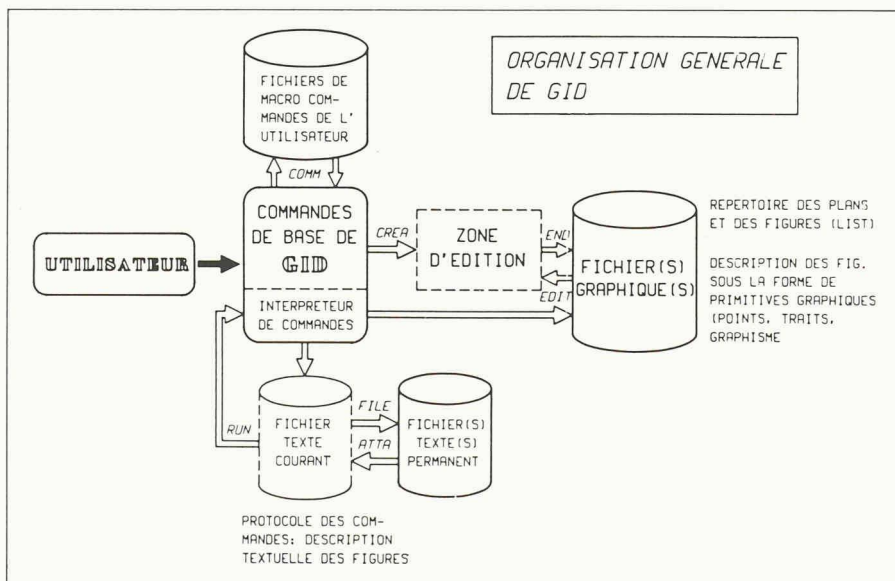 ORGANISATION GENERALE
DE GID
FICHIERS DE
MACRO COM-
MANDES DE L'
UTILISATEUR
COMM
UTILISATEUR
COMMANDES
DE BASE DE
GID
INTERPRETEUR
DE COMMANDES
CREA
ZONE
D'EDITION
END
EDIT
FICHIER(S)
GRAPHIQUE(S)
REPERTOIRE DES PLANS
ET DES FIGURES (LIST)
DESCRIPTION DES FIG.
SOUS LA FORME DE
PRIMITIVES GRAPHIQUES
(POINTS, TRAITS,
GRAPHISME
RUN
FICHIER
TEXTE
COURANT
FILE
ATTA
FICHIER(S)
TEXTE(S)
PERMANENT
PROTOCOLE DES COM-
MANDES: DESCRIPTION
TEXTUELLE DES FIGURES